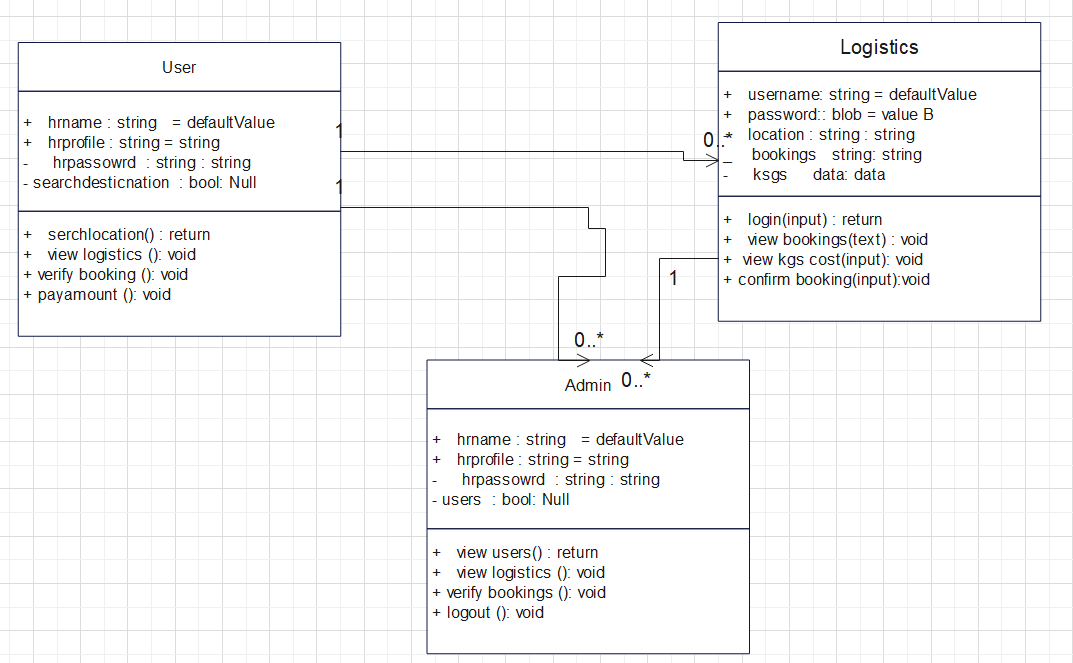 User
+ hrname : string = defaultValue
+ hrprofile : string = string
- hrpassowrd : string : string
- searchdesticnation : bool: Null
+ serchlocation() : return
+ view logistics (): void
+ verify booking (): void
+ payamount (): void
1
1
0..*
Logistics
+ username: string = defaultValue
+ password:: blob = value B
location : string : string
_ bookings string: string
- ksgs data: data
+ login(input) : return
+ view bookings(text) : void
+ view kgs cost(input): void
+ confirm booking(input):void
1
0..*
0..*
Admin
+ hrname : string = defaultValue
+ hrprofile : string = string
- hrpassowrd : string : string
- users : bool: Null
+ view users() : return
+ view logistics (): void
+ verify bookings (): void
+ logout (): void